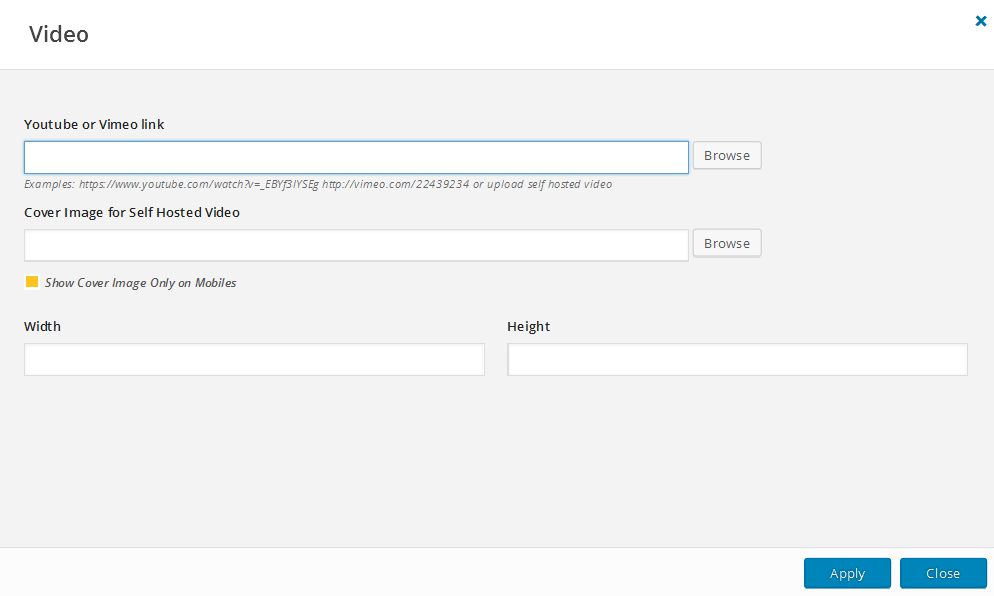 Video
Youtube or Vimeo link
Browse
Examples: https://www.youtube.com/watch?v=_EBYf3lYSEg http://vimeo.com/22439234 or upload self hosted video
Cover Image for Self Hosted Video
Browse
Show Cover Image Only on Mobiles
Width Height
Apply Close